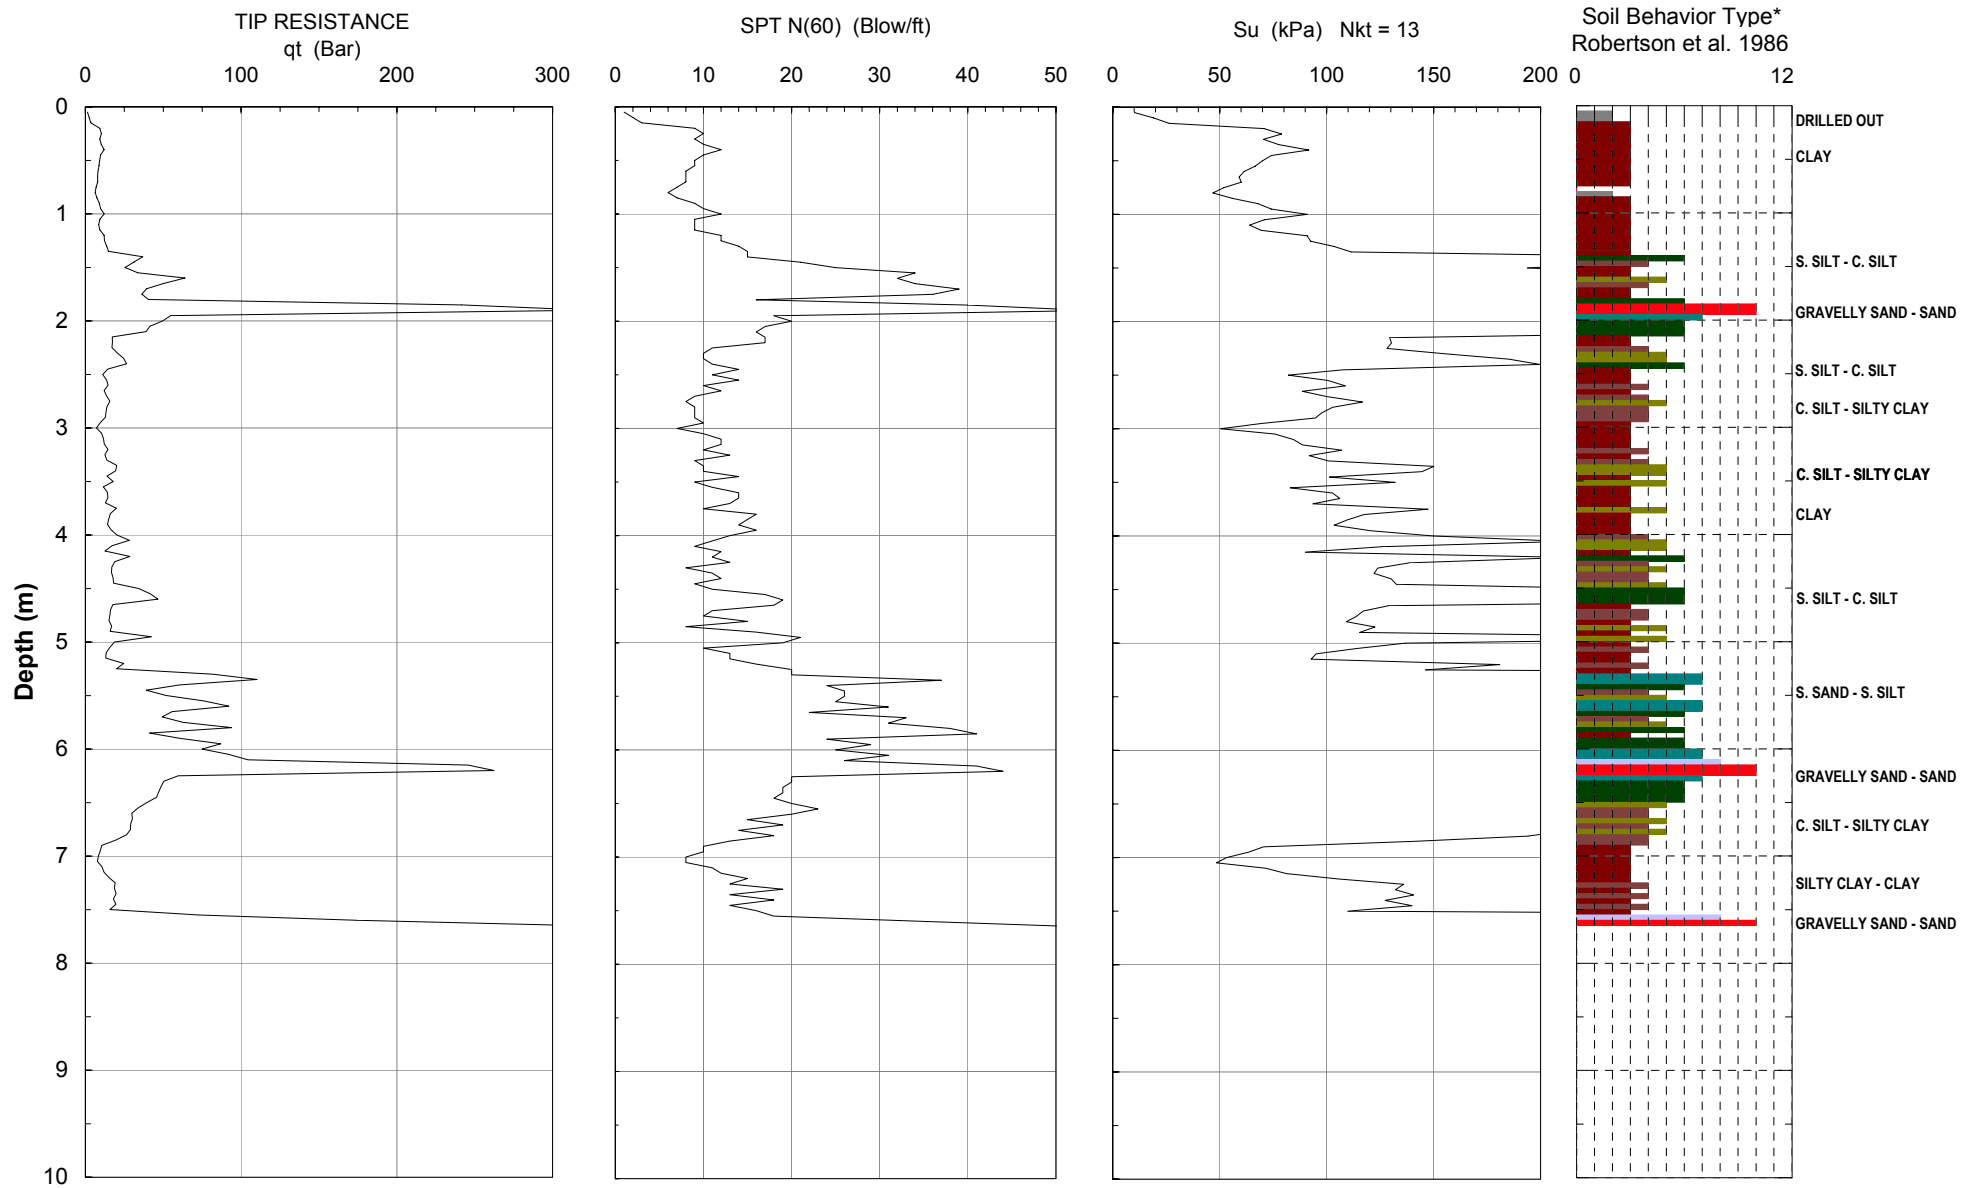 TIP RESISTANCE
qt (Bar)
SPT N(60) (Blow/ft)
Su (kPa) Nkt = 13
Soil Behavior Type*
Robertson et al. 1986
0 100 200 300
0 10 20 30 40 50
0 50 100 150 200
0 12
Depth (m)
0
1
2
3
4
5
6
7
8
9
10
DRILLED OUT
CLAY
S. SILT - C. SILT
GRAVELLY SAND - SAND
S. SILT - C. SILT
C. SILT - SILTY CLAY
C. SILT - SILTY CLAY
CLAY
S. SILT - C. SILT
S. SAND - S. SILT
GRAVELLY SAND - SAND
C. SILT - SILTY CLAY
SILTY CLAY - CLAY
GRAVELLY SAND - SAND